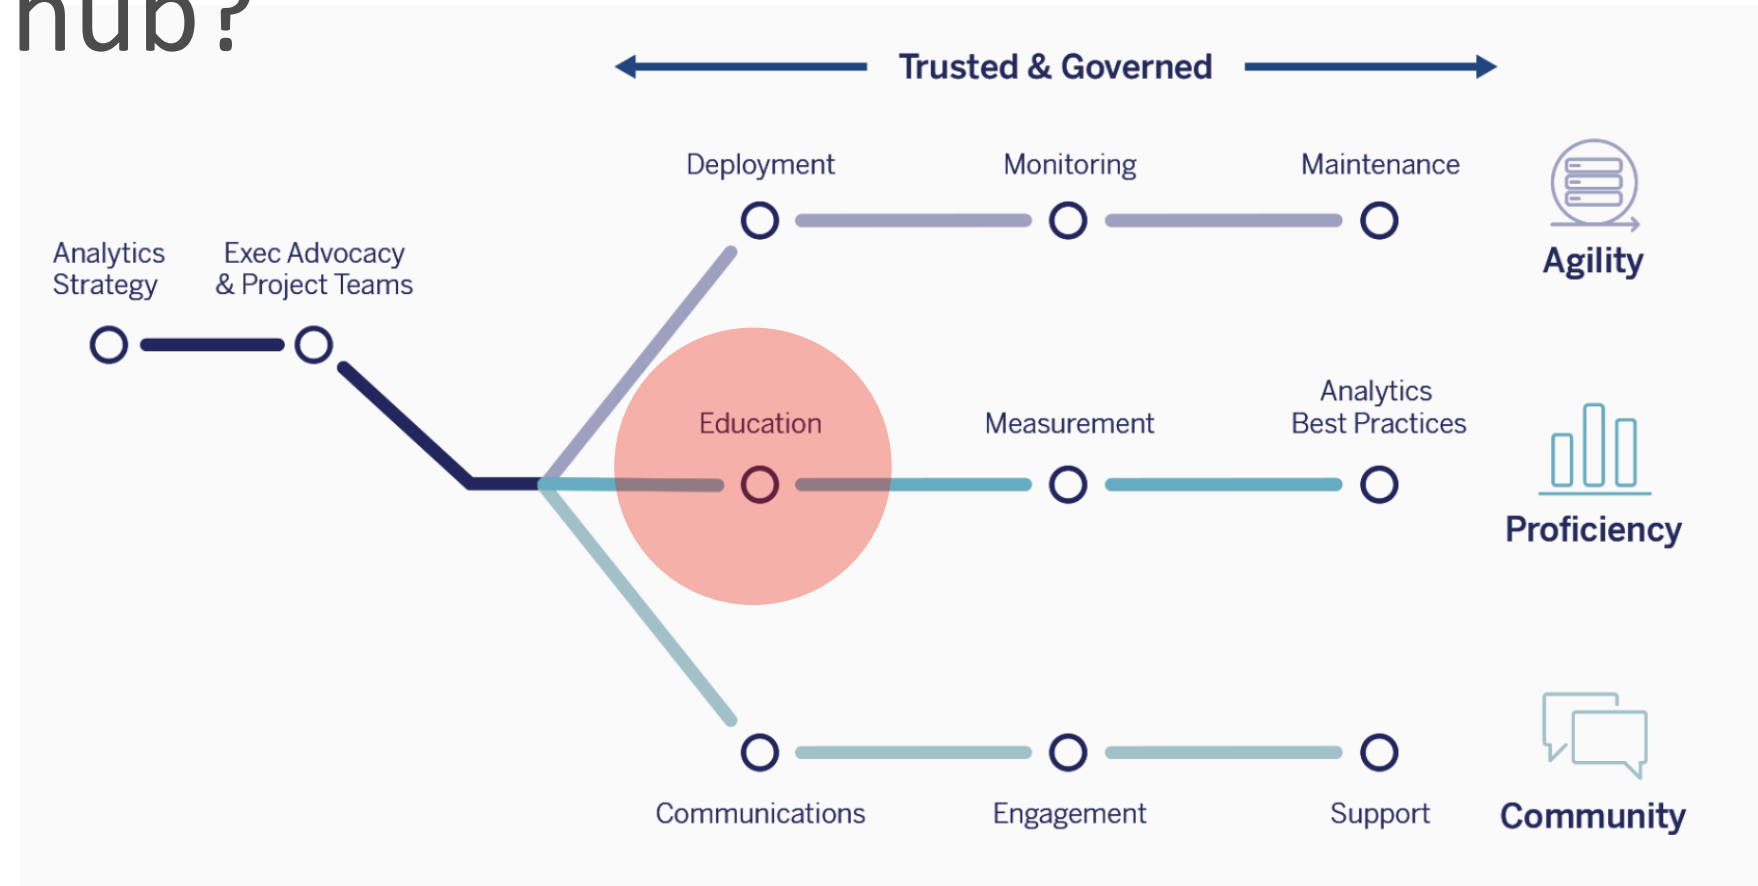 hub?
Trusted & Governed
Deployment
Monitoring
Maintenance
Agility
Analytics
Strategy
Exec Advocacy
& Project Teams
Education
Measurement
Analytics
Best Practices
Proficiency
Communications
Engagement
Support
Community